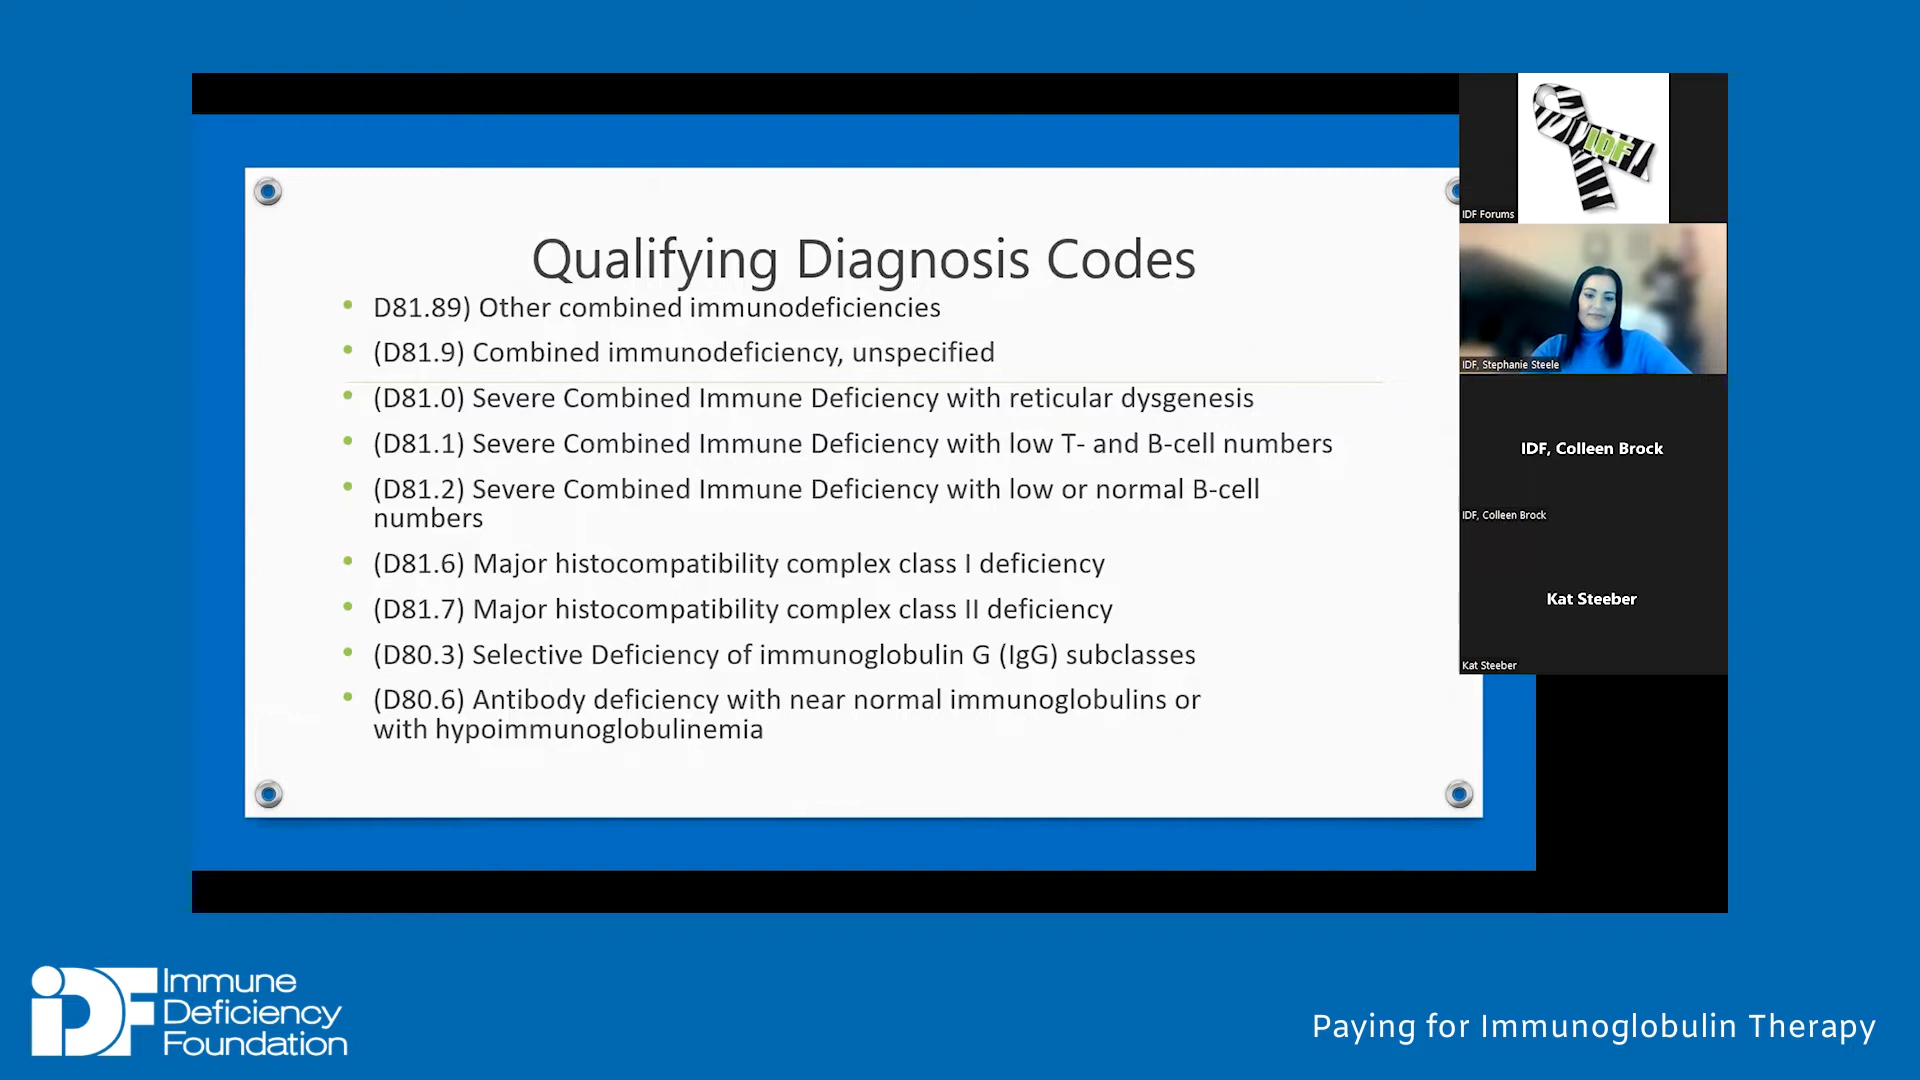 Qualifying Diagnosis Codes
D81.89) Other combined immunodeficiencies
(D81.9) Combined immunodeficiency, unspecified
(D81.0) Severe Combined Immune Deficiency with reticular dysgenesis
(D81.1) Severe Combined Immune Deficiency with low T- and B-cell numbers
(D81.2) Severe Combined Immune Deficiency with low or normal B-cell
numbers
(D81.6) Major histocompatibility complex class I deficiency
(D81.7) Major histocompatibility complex class II deficiency
(D80.3) Selective Deficiency of immunoglobulin G (IgG) subclasses
(D80.6) Antibody deficiency with near normal immunoglobulins or
with hypoimmunoglobulinemia
IDF
IDF Forums
IDF, Stephanie Steele
IDF, Colleen Brock
IDF, Colleen Brock
Kat Steeber
Kat Steeber
iDF
Immune
Deficiency
Foundation
Paying for Immunoglobulin Therapy